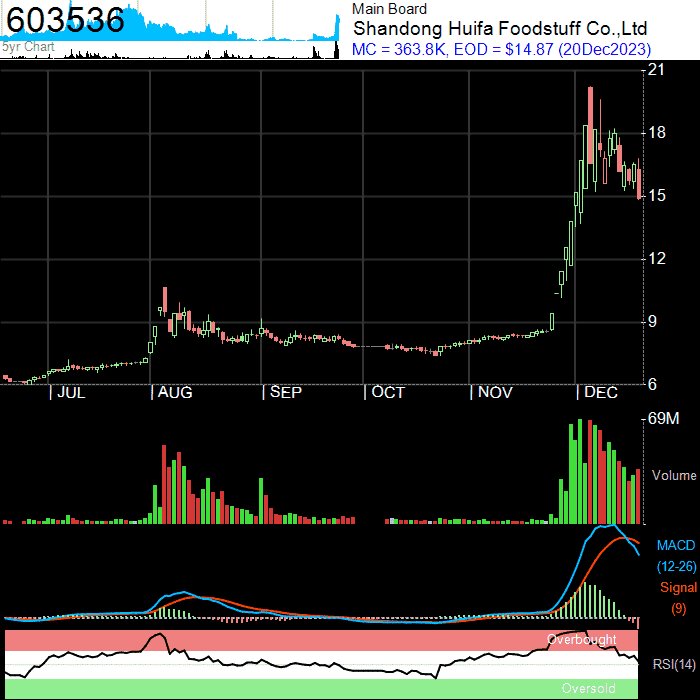 603536
5yr Chart
Main Board
Shandong Huifa Foodstuff Co.,Ltd
MC = 363.8K, EOD = $14.87 (20Dec2023)
21
18
15
12
9
6
| JUL | AUG | SEP | OCT | NOV | DEC
69M
Volume
MACD
(12-26)
Signal
(9)
Overbought
RSI(14)
Oversold